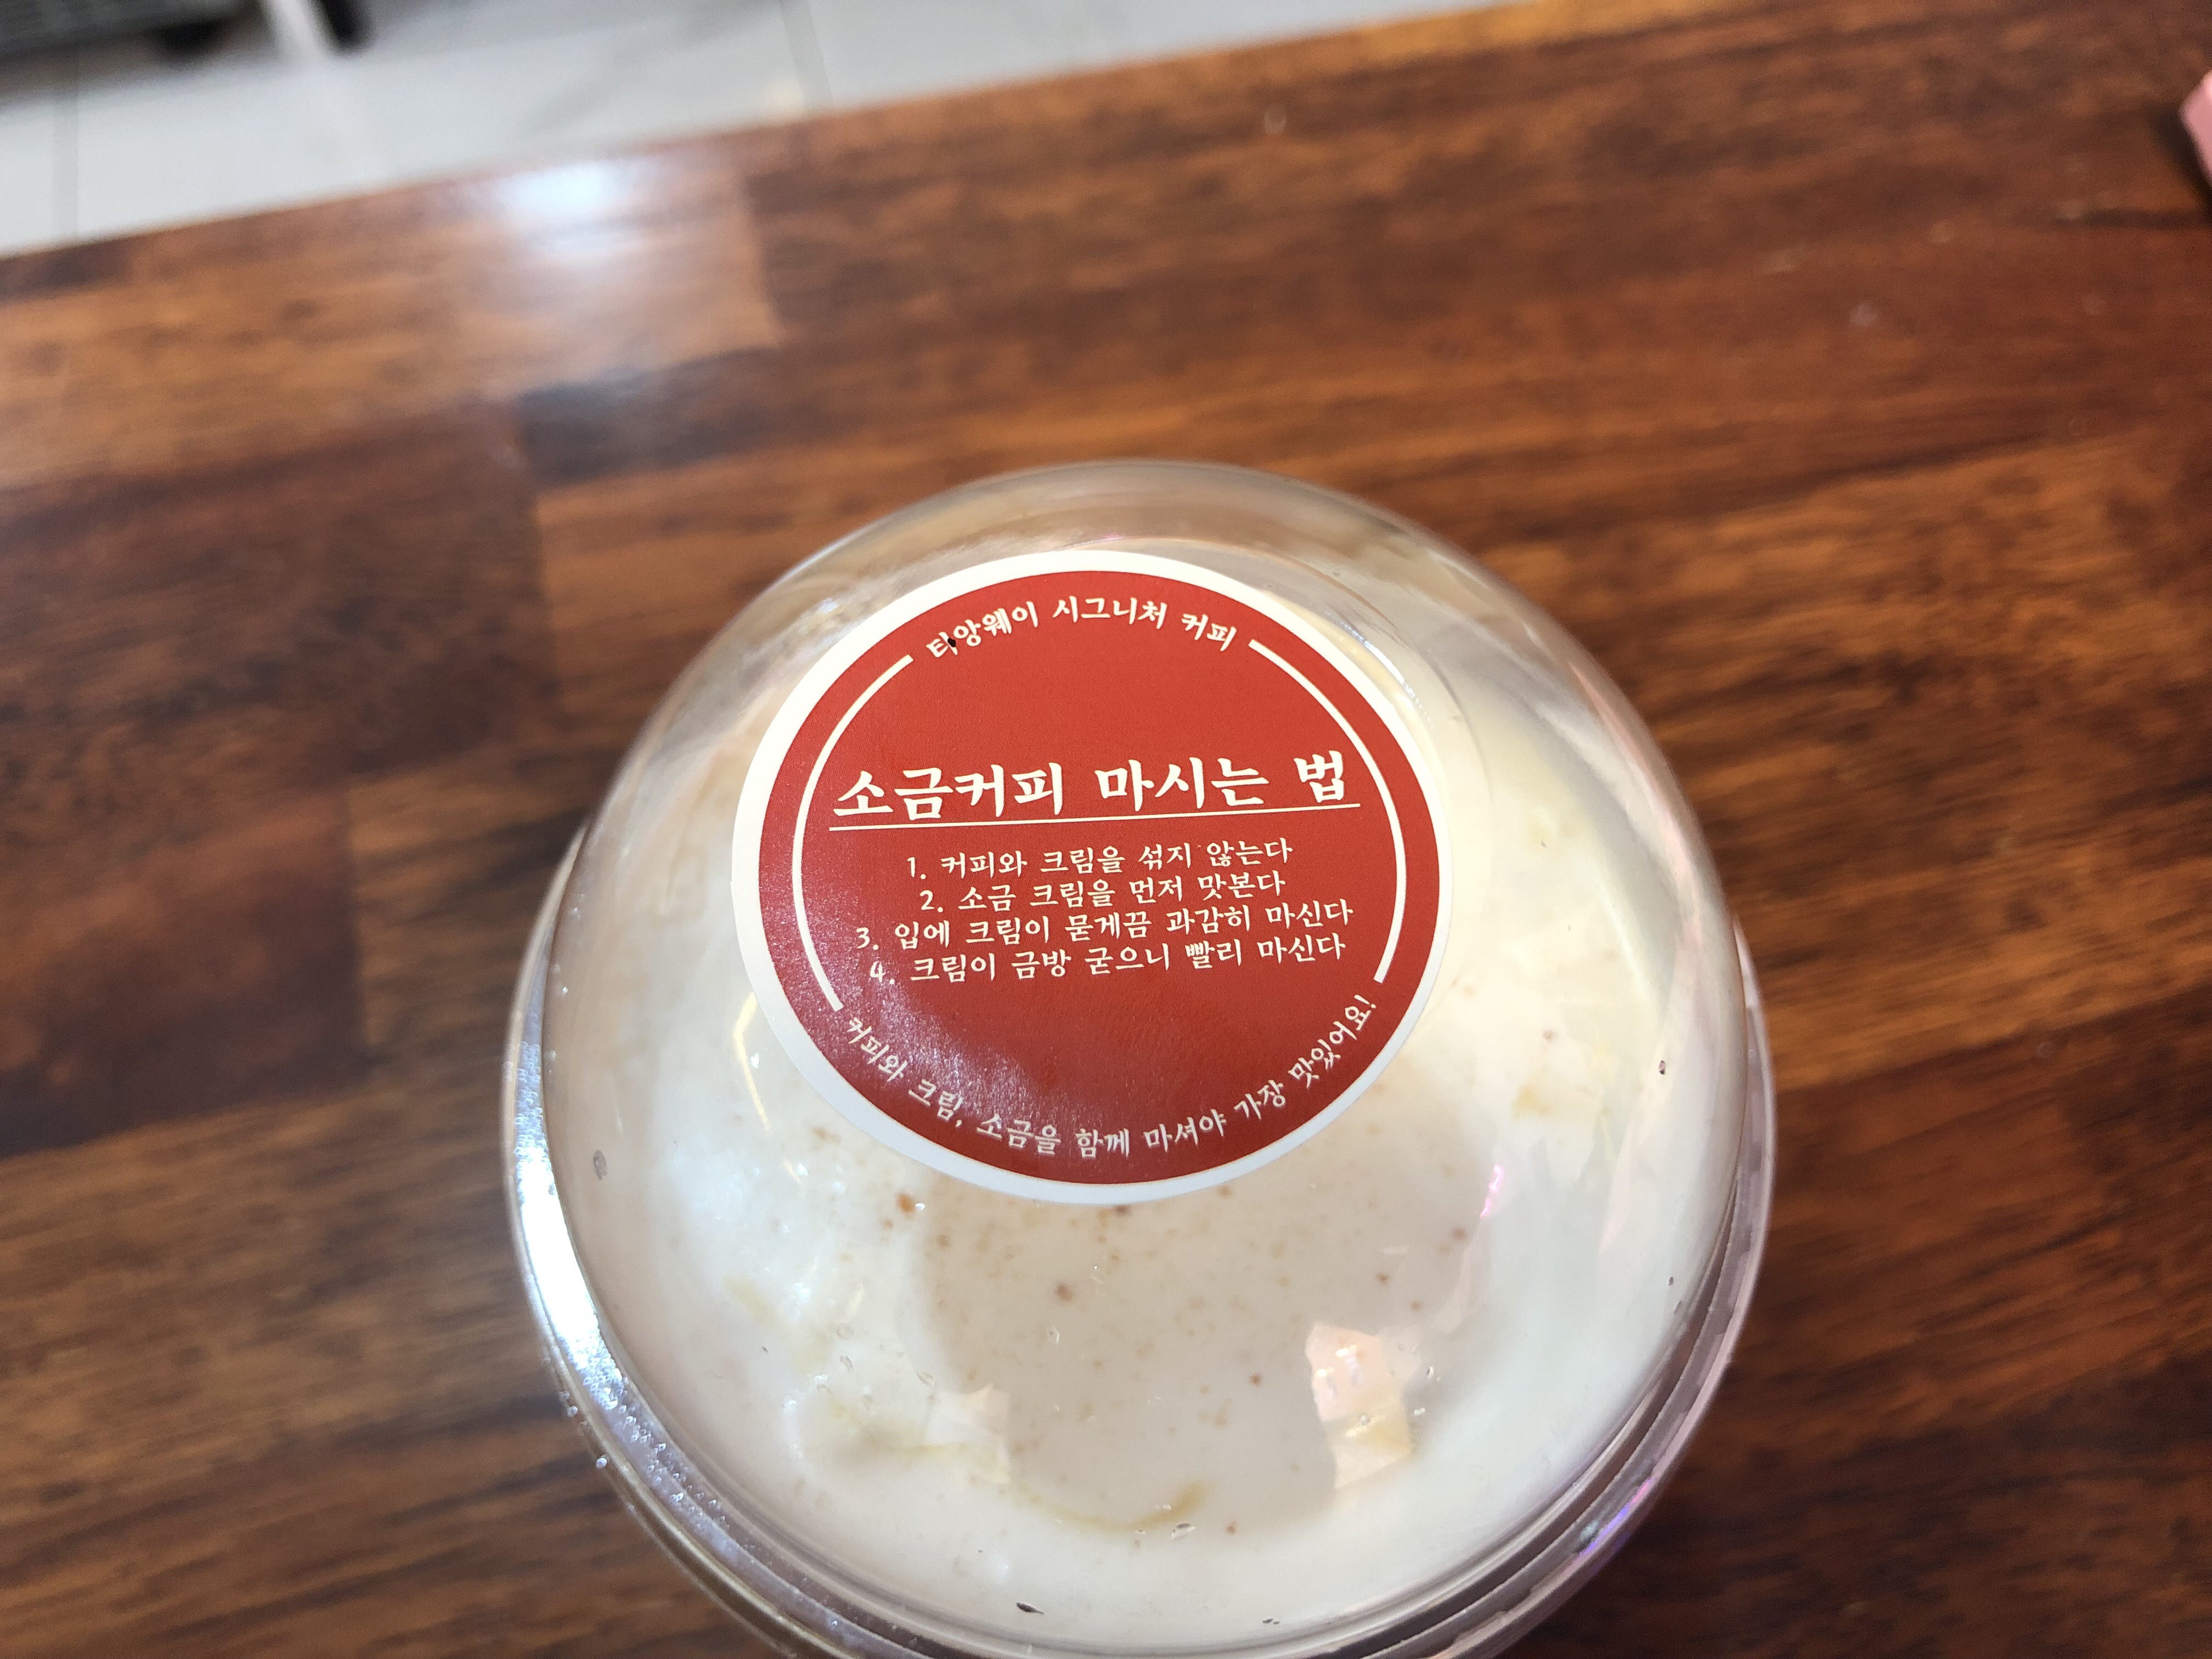 티앙웨이 시그니처 커피
소금커피 마시는 법
1. 커피와 크림을 섞지 않는다
2. 소금 크림을 먼저 맛본다
3. 입에 크림이 묻게끔 과감히 마신다
4. 크림이 금방 굳으니 빨리 마신다
커피와 크림, 소금을 함께 마셔야 가장 맛있어요!